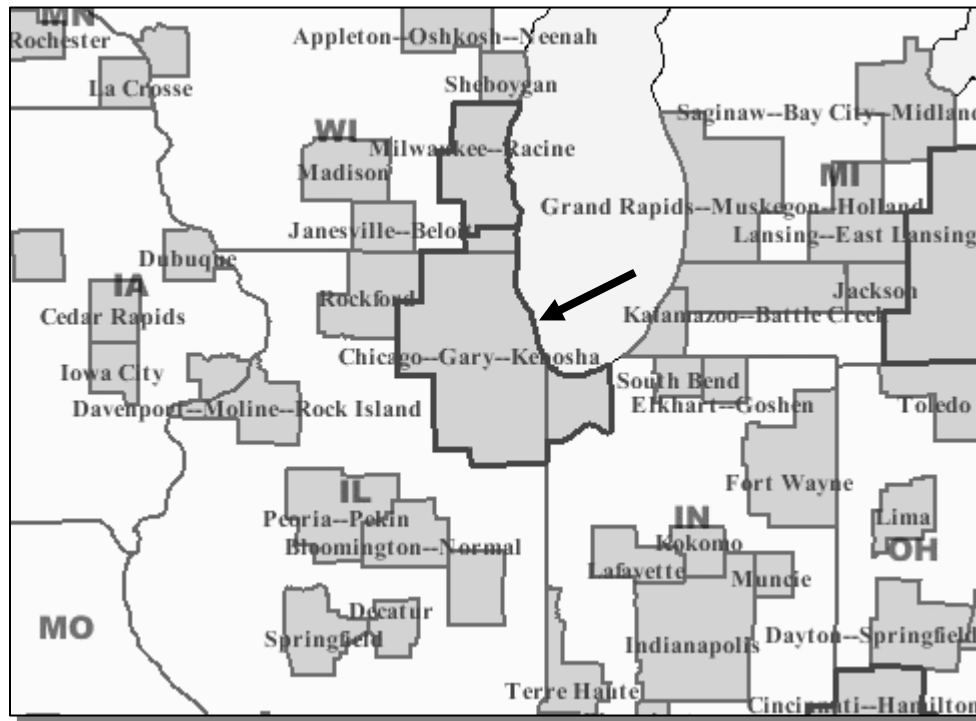 MN
Rochester
Appleton--Oshkosh--Neenah
La Crosse
Sheboygan
Saginaw--Bay City--Midland
WI
Milwaukee--Racine
Madison
MI
Grand Rapids--Muskegon--Holland
Janesville--Beloit
Lansing--East Lansing
Dubuque
IA
Rockford
Jackson
Cedar Rapids
Kalamazoo--Battle Creek
Chicago--Gary--Kenosha
Iowa City
South Bend
Davenport--Moline--Rock Island
Elkhart--Goshen
Toledo
IL
Fort Wayne
Peoria--Pekin
IN
Lima
Bloomington--Normal
Kokomo
OH
Lafayette
Muncie
Decatur
MO
Springfield
Indianapolis
Dayton--Springfield
Terre Haute
Cincinnati--Hamilton